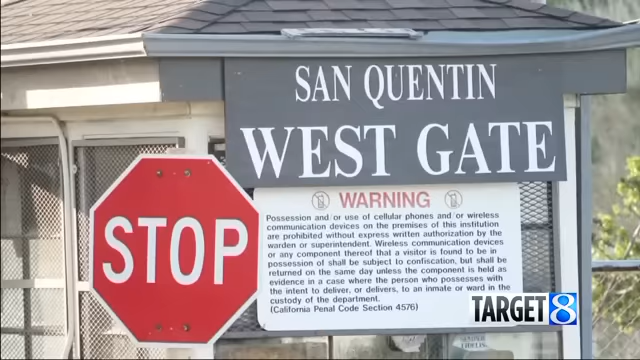 SAN QUENTIN
WEST GATE
WARNING
Possession and/or use of cellular phones and/or wireless
communication devices on the premises of this institution
are prohibited without express written authorization by the
warden or superintendent. Wireless communication devices
or any component thereof that a visitor is found to be in
possession of shall be subject to confiscation, but shall be
returned on the same day unless the component is held as
evidence in a case where the person who possesses with
the intent to deliver, or delivers, to an inmate or ward in the
custody of the department.
(California Penal Code Section 4576)
STOP
TARGET 8